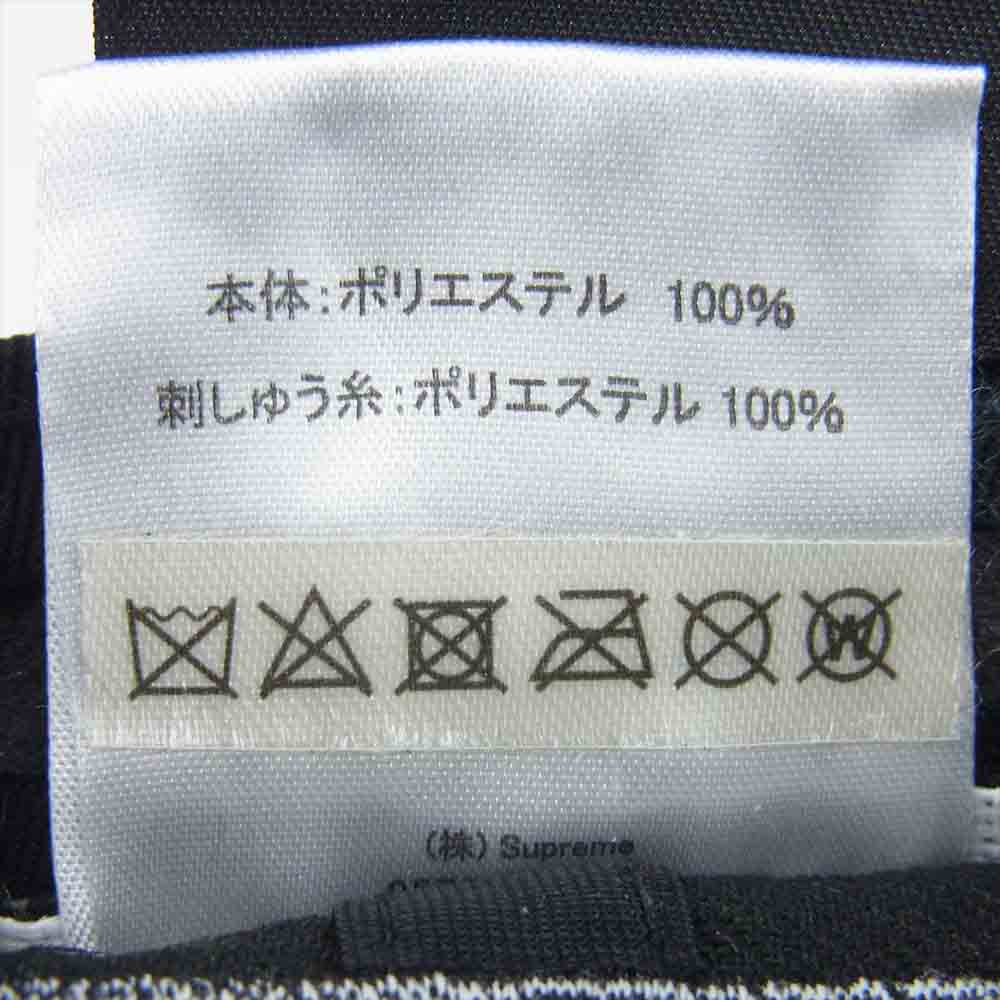 本体:ポリエステル 100%
刺しゅう糸:ポリエステル 100%
W
(株) Supreme